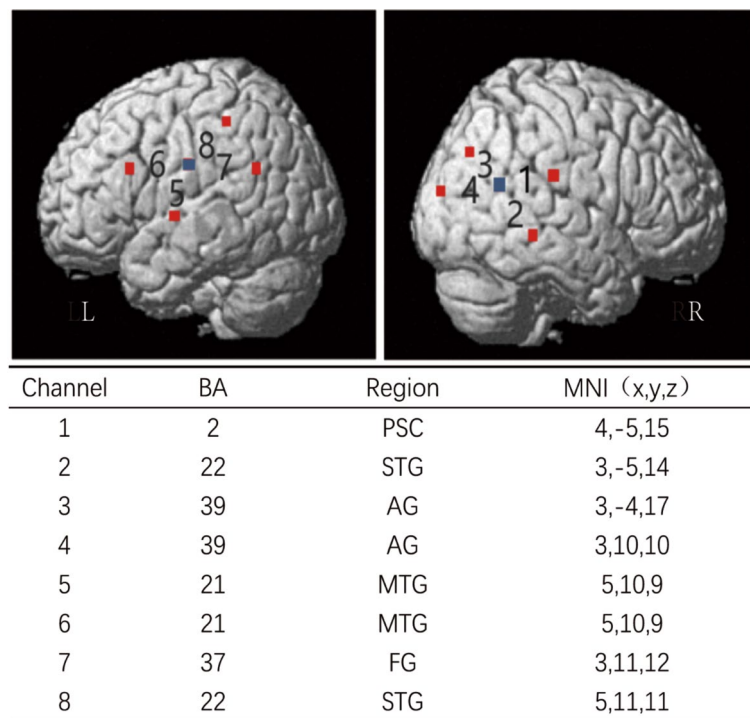 8
6
7
5
3
1
4
2
LL
RR
Channel BA Region MNI（x,y,z）
1 2 PSC 4,-5,15
2 22 STG 3,-5,14
3 39 AG 3,-4,17
4 39 AG 3,10,10
5 21 MTG 5,10,9
6 21 MTG 5,10,9
7 37 FG 3,11,12
8 22 STG 5,11,11